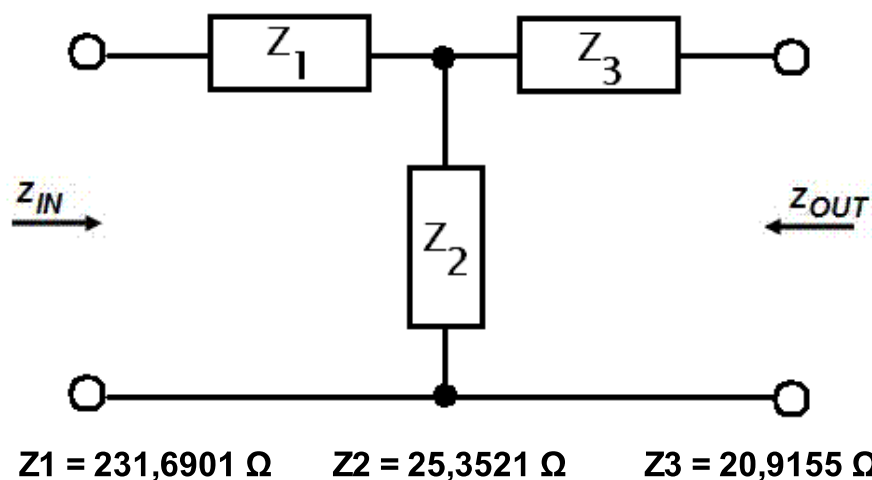 Z1
Z3
zIN
zOUT
Z2
Z1 = 231,6901 Ω Z2 = 25,3521 Ω Z3 = 20,9155 Ω